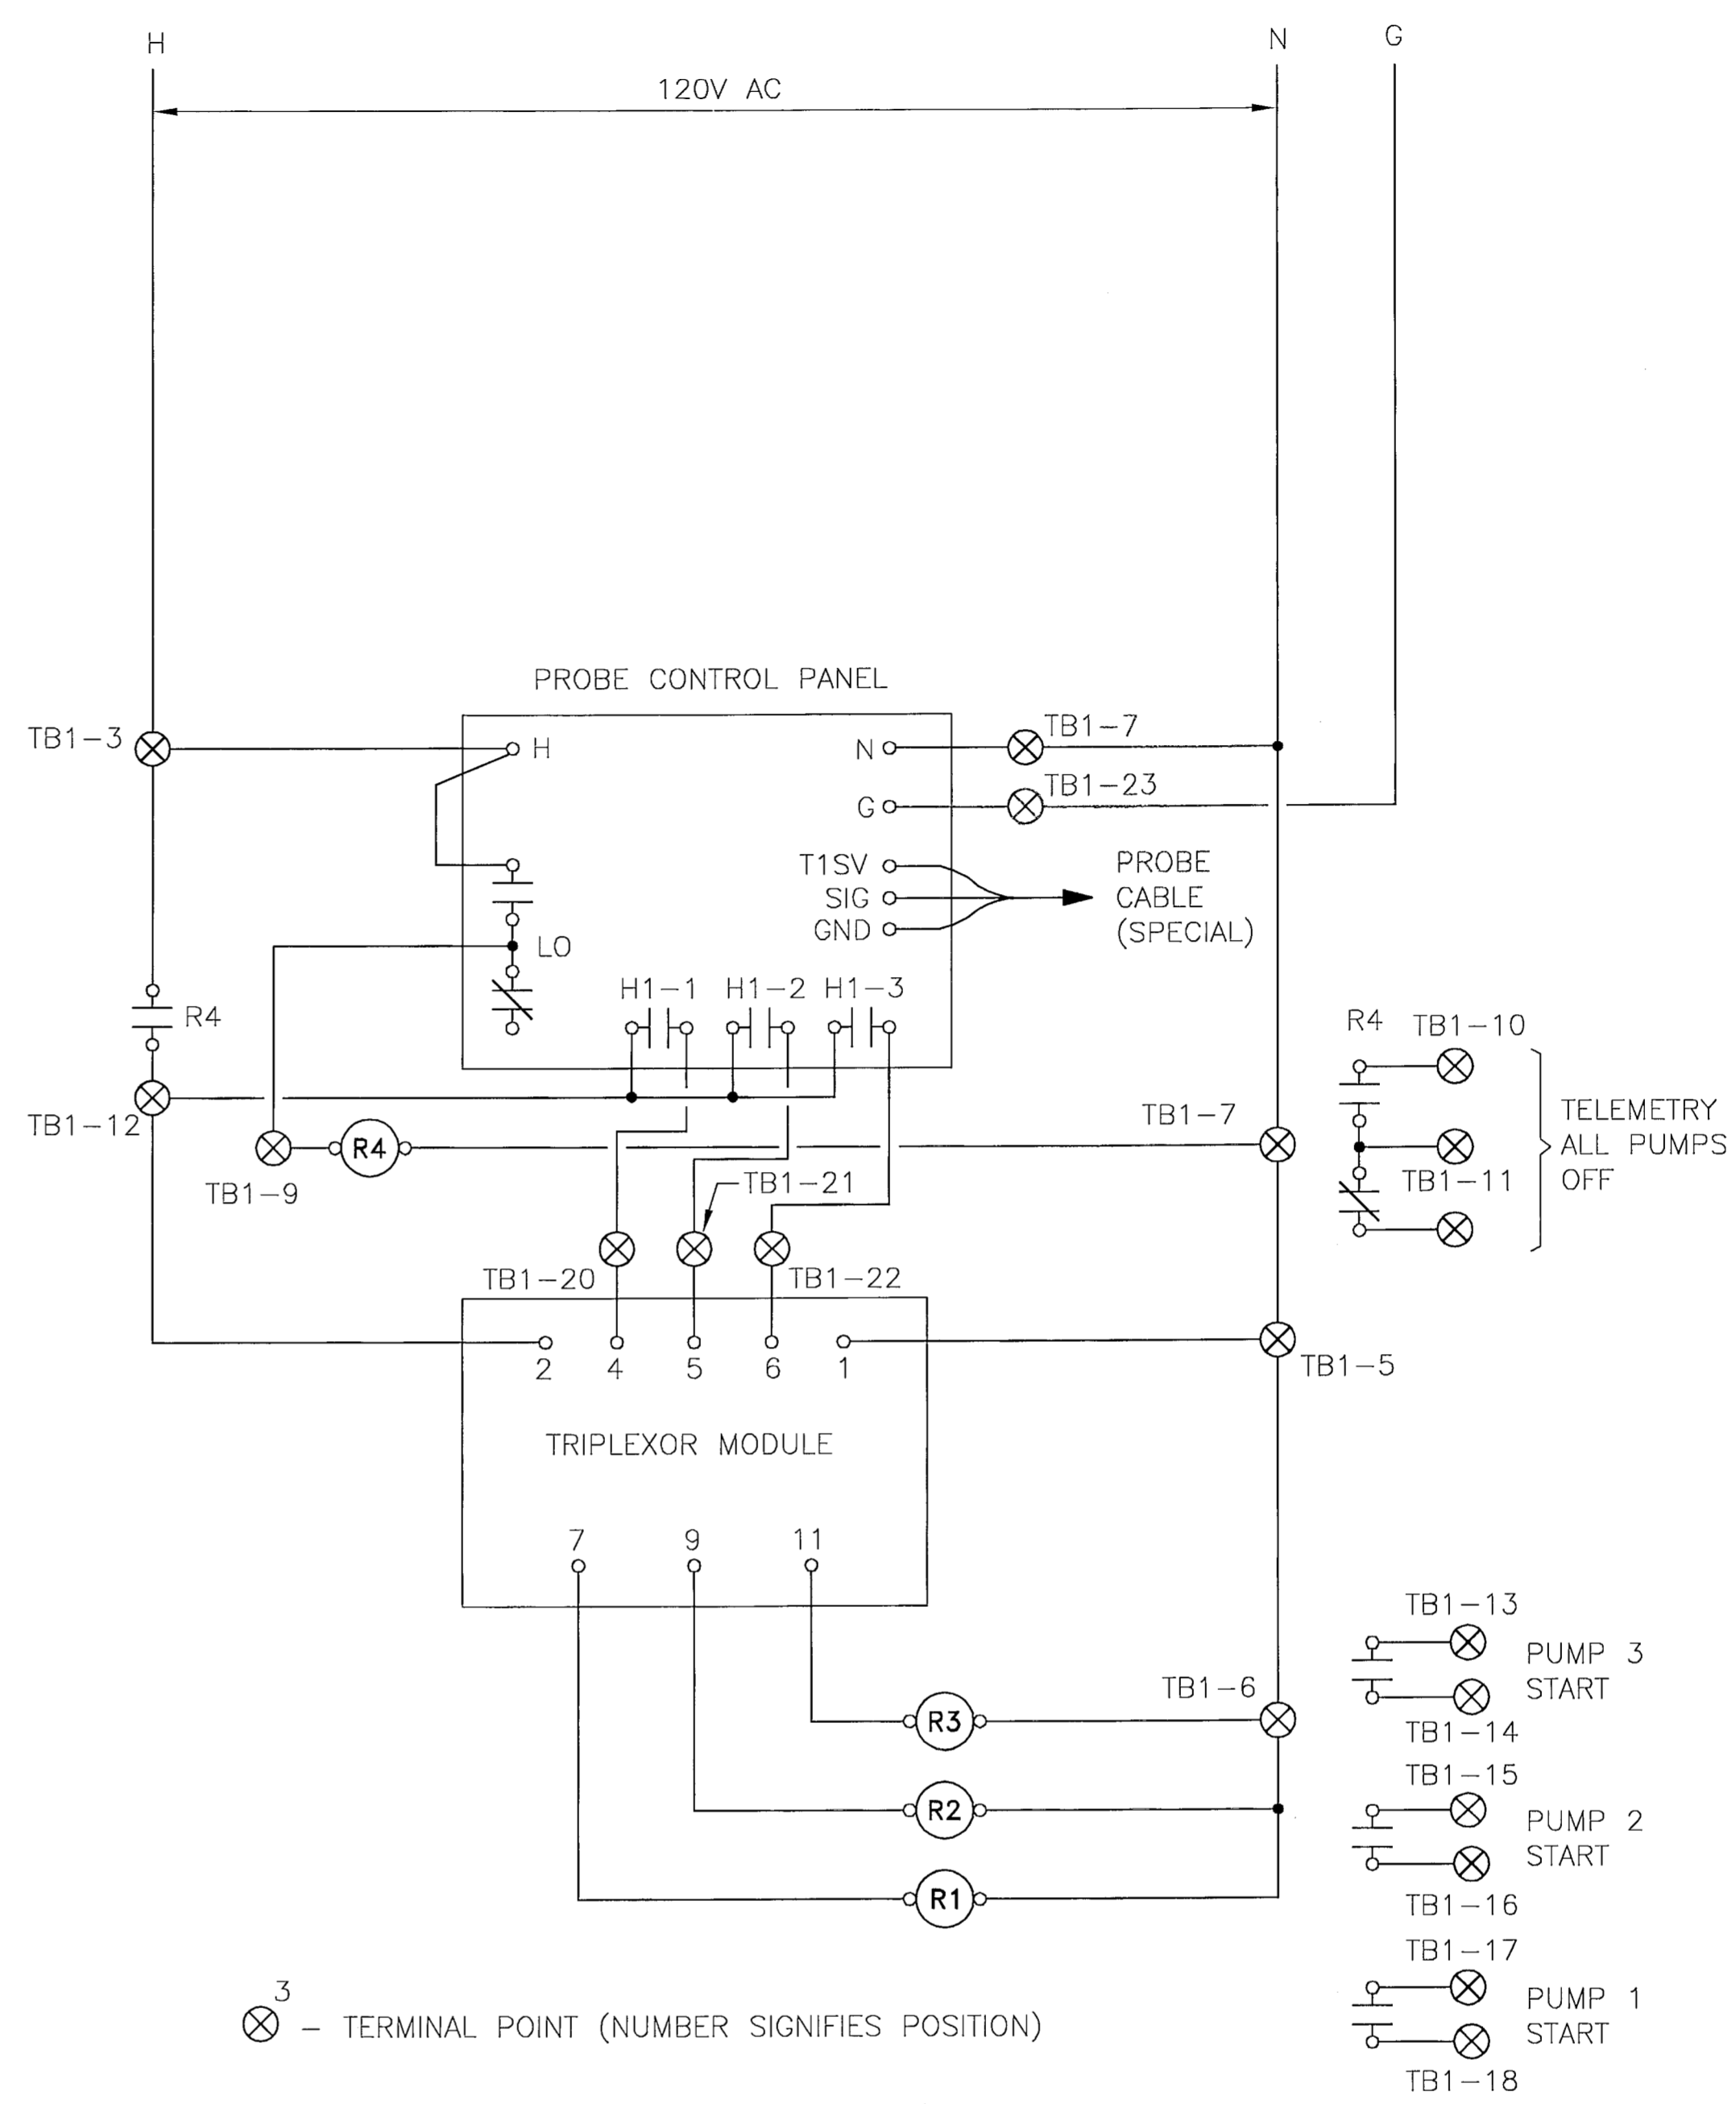 H
N
G
120V AC
PROBE CONTROL PANEL
TB1-3
H
N
TB1-7
G
TB1-23
T1SV
SIG
GND
PROBE
CABLE
(SPECIAL)
LO
H1-1 H1-2 H1-3
R4
R4
TB1-10
TB1-12
TB1-7
TELEMETRY
ALL PUMPS
OFF
R4
TB1-9
TB1-21
TB1-11
TB1-20
TB1-22
2 4 5 6 1
TB1-5
TRIPLEXOR MODULE
7 9 11
TB1-13
PUMP 3
START
TB1-14
TB1-6
R3
TB1-15
PUMP 2
START
TB1-16
R2
R1
TB1-17
PUMP 1
START
TB1-18
3
– TERMINAL POINT (NUMBER SIGNIFIES POSITION)